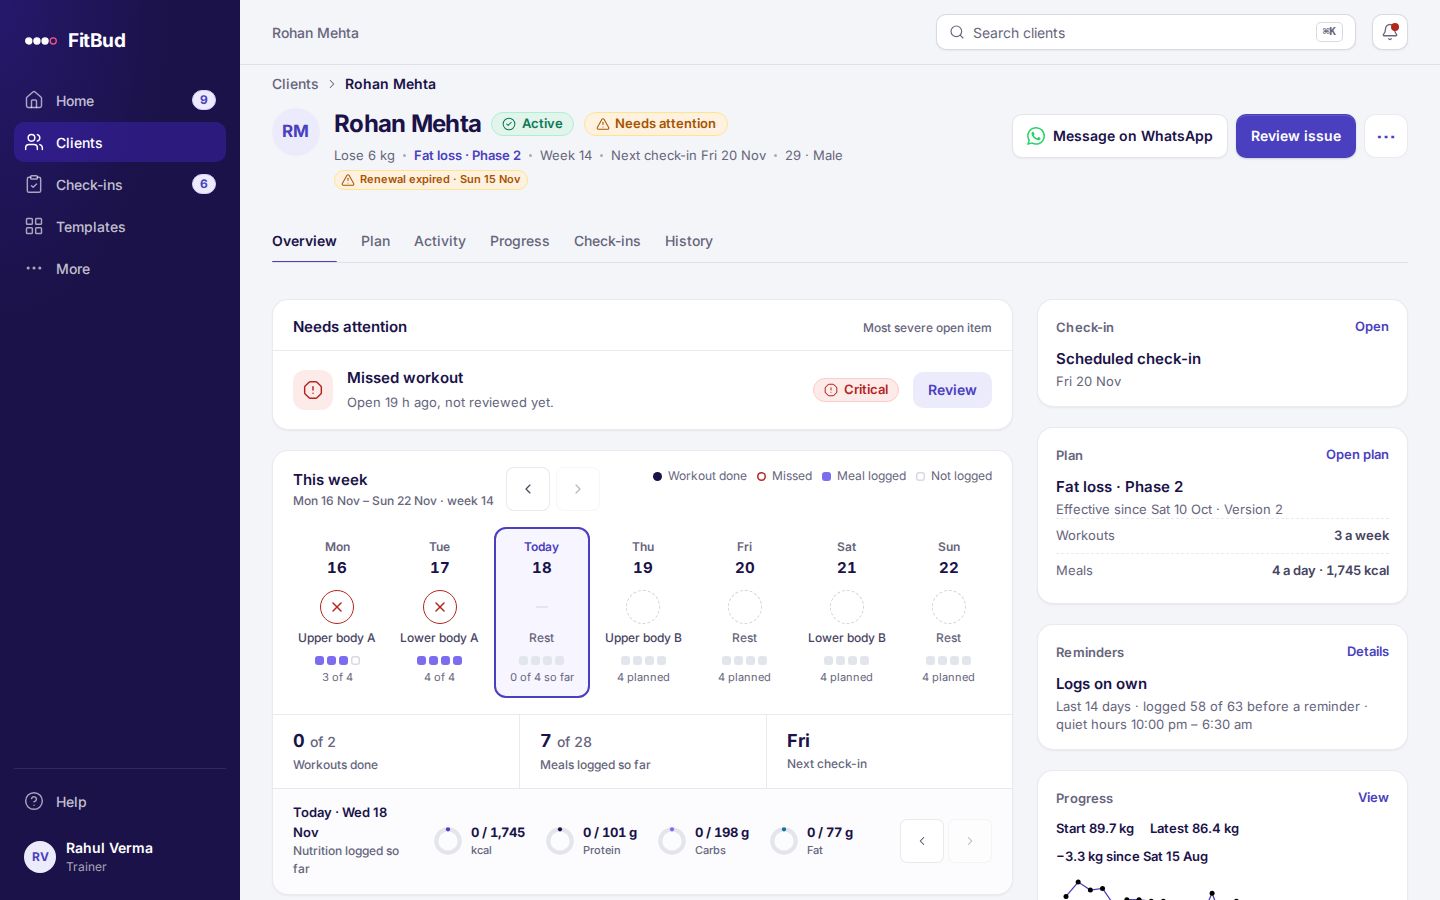 FitBud
Home 9
Clients
Check-ins 6
Templates
More
Help
RV
Rahul Verma
Trainer
Rohan Mehta
Search clients
⌘K
Clients > Rohan Mehta
RM
Rohan Mehta
Active
Needs attention
Lose 6 kg • Fat loss · Phase 2 • Week 14 • Next check-in Fri 20 Nov • 29 · Male
Renewal expired · Sun 15 Nov
Message on WhatsApp
Review issue
Overview Plan Activity Progress Check-ins History
Needs attention
Most severe open item
Missed workout
Open 19 h ago, not reviewed yet.
Critical
Review
This week
Mon 16 Nov – Sun 22 Nov · week 14
Workout done Missed Meal logged Not logged
Mon Tue Today Thu Fri Sat Sun
16 17 18 19 20 21 22
Upper body A Lower body A Rest Upper body B Rest Lower body B Rest
3 of 4 4 of 4 0 of 4 so far 4 planned 4 planned 4 planned 4 planned
0 of 2
Workouts done
7 of 28
Meals logged so far
Fri
Next check-in
Today · Wed 18
Nov
Nutrition logged so
far
0 / 1,745
kcal
0 / 101 g
Protein
0 / 198 g
Carbs
0 / 77 g
Fat
Check-in Open
Scheduled check-in
Fri 20 Nov
Plan Open plan
Fat loss · Phase 2
Effective since Sat 10 Oct · Version 2
Workouts 3 a week
Meals 4 a day · 1,745 kcal
Reminders Details
Logs on own
Last 14 days · logged 58 of 63 before a reminder ·
quiet hours 10:00 pm – 6:30 am
Progress View
Start 89.7 kg Latest 86.4 kg
−3.3 kg since Sat 15 Aug